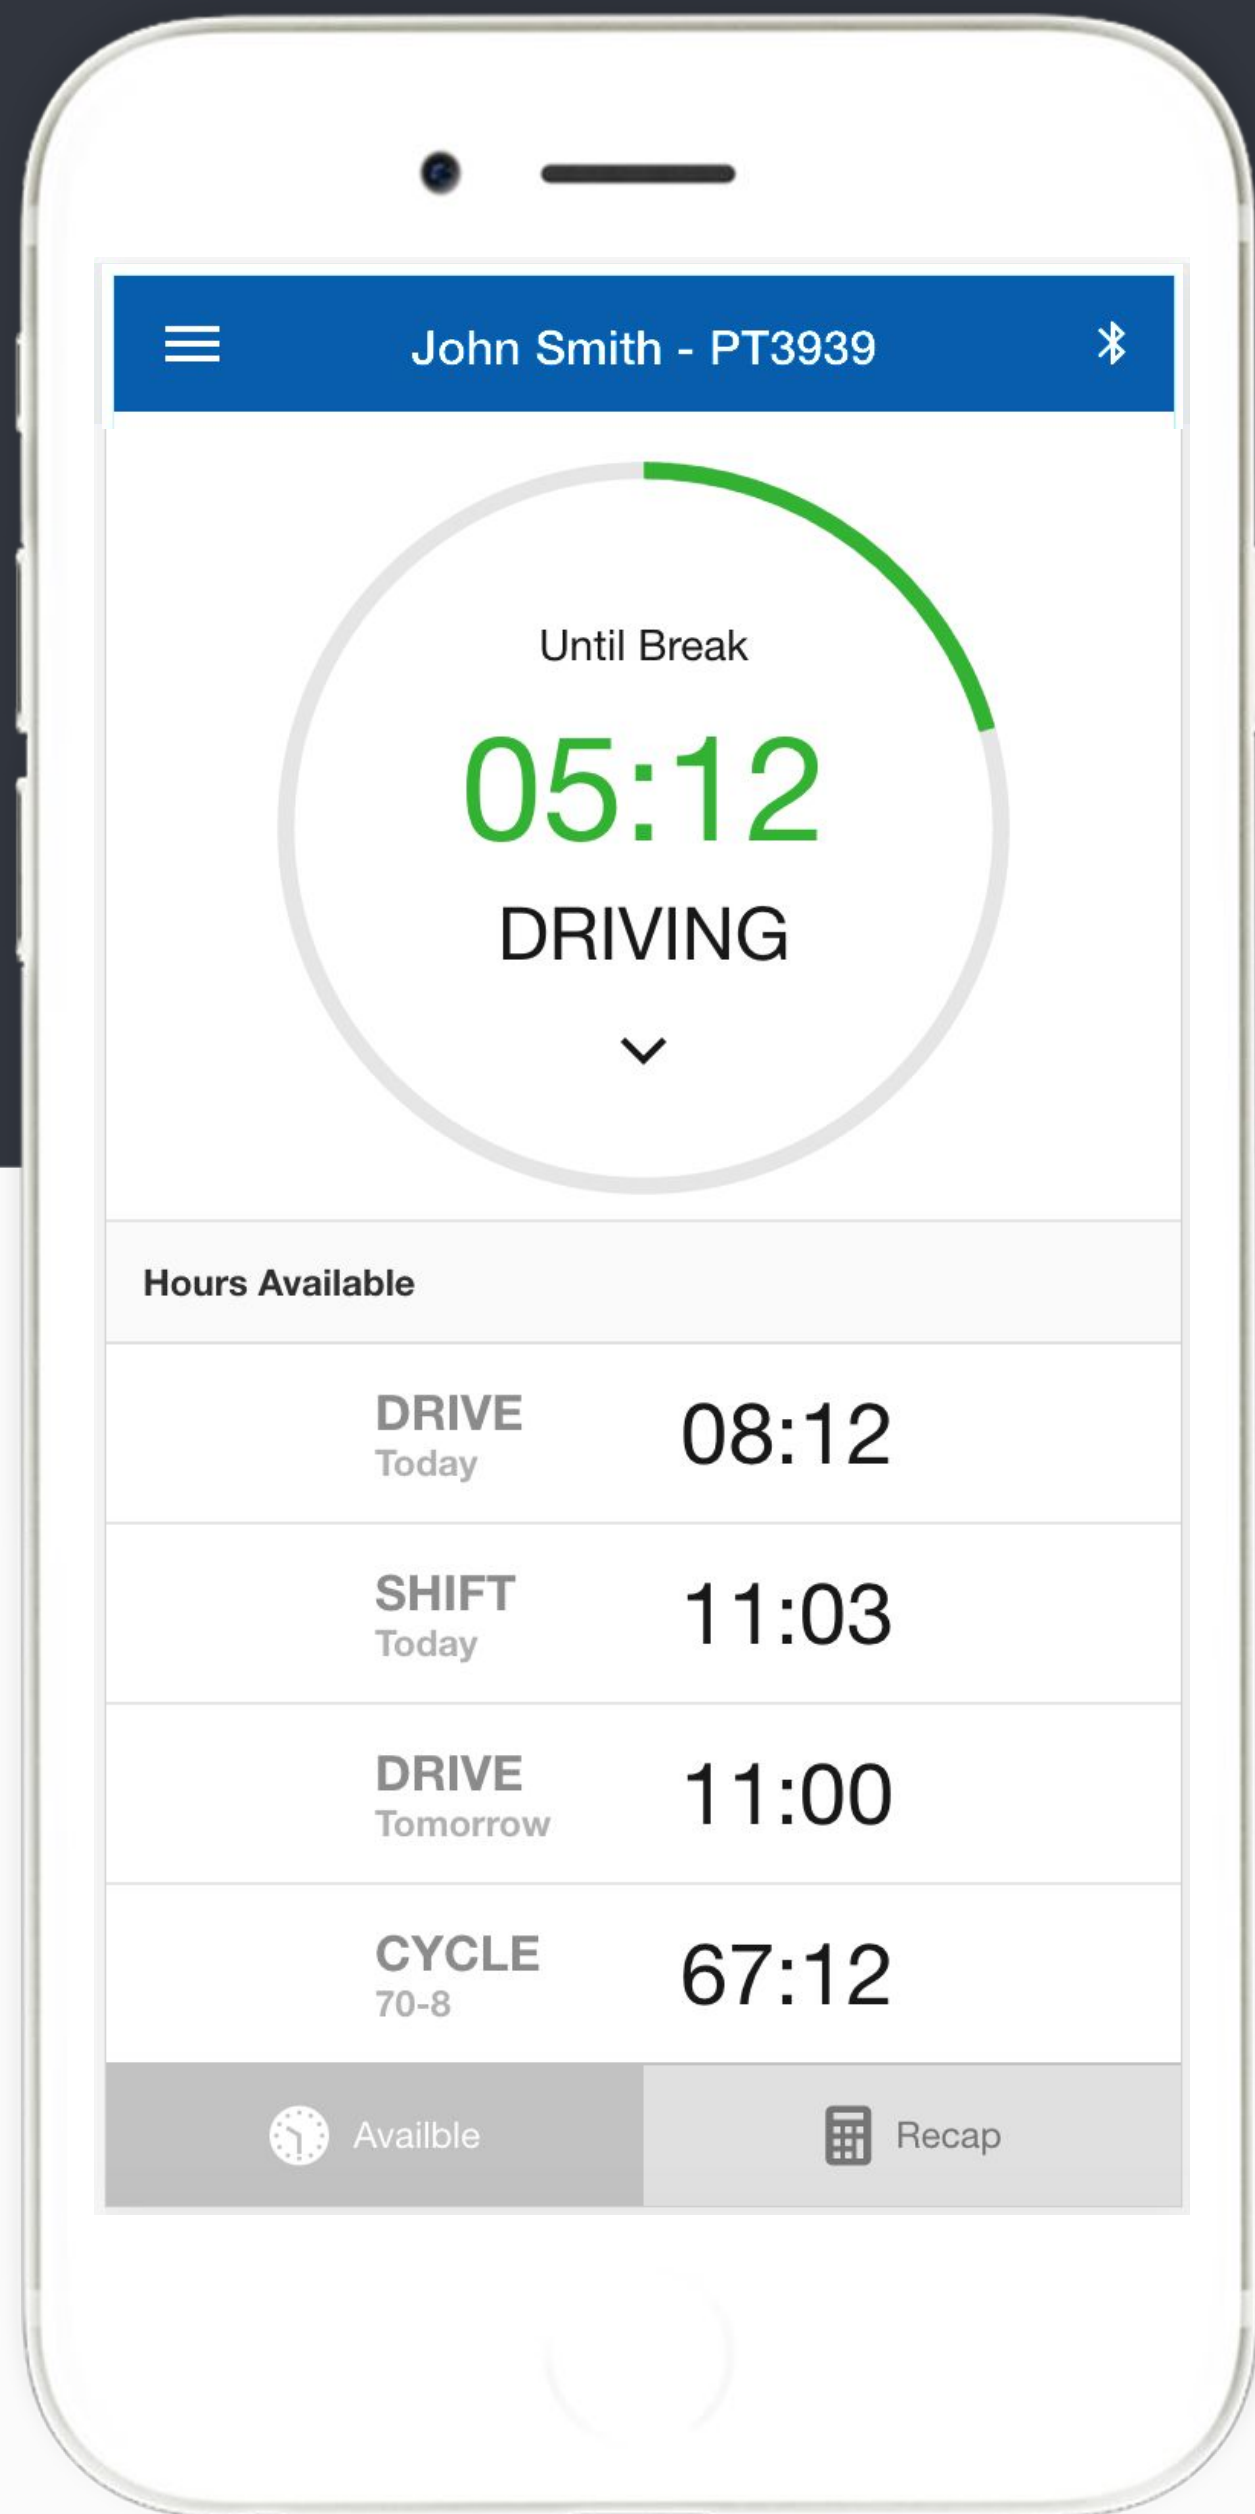 John Smith - PT3939
Until Break
05:12
DRIVING
Hours Available
DRIVE
Today
08:12
SHIFT
Today
11:03
DRIVE
Tomorrow
11:00
CYCLE
70-8
67:12
Availble
Recap